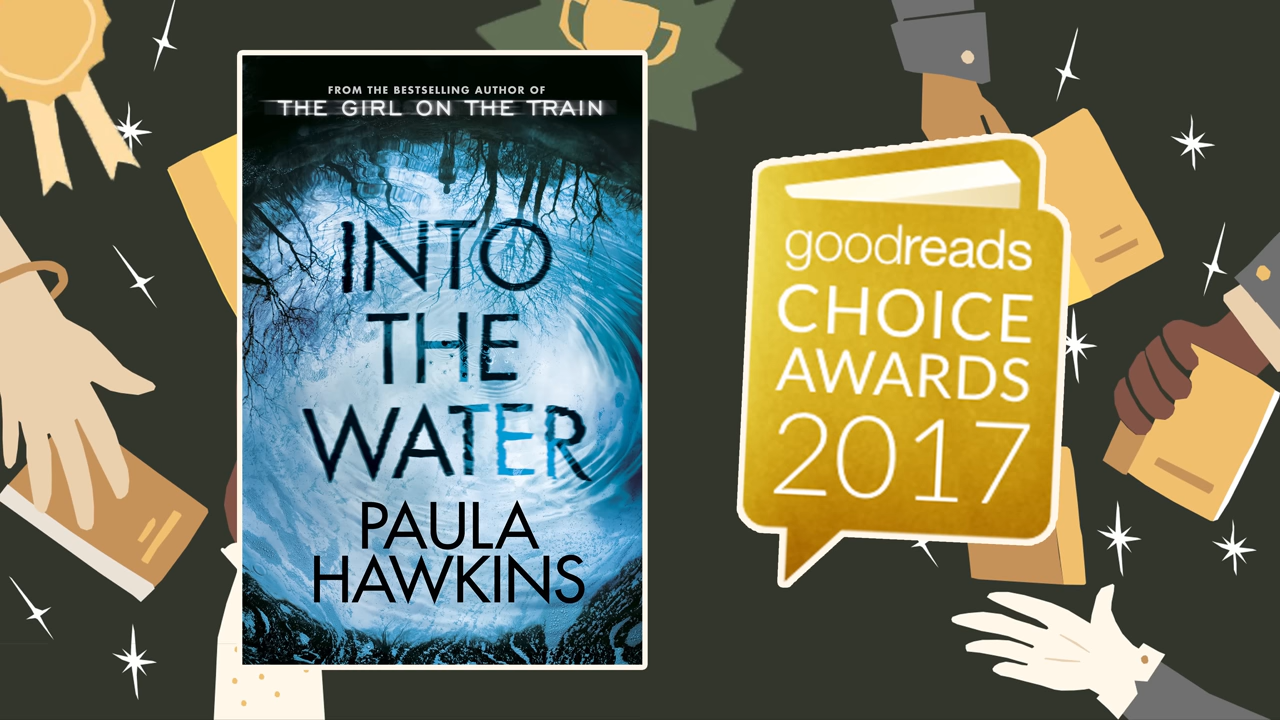 FROM THE BESTSELLING AUTHOR OF
THE GIRL ON THE TRAIN
INTO
THE
WATER
PAULA
HAWKINS
goodreads
CHOICE
AWARDS
2017